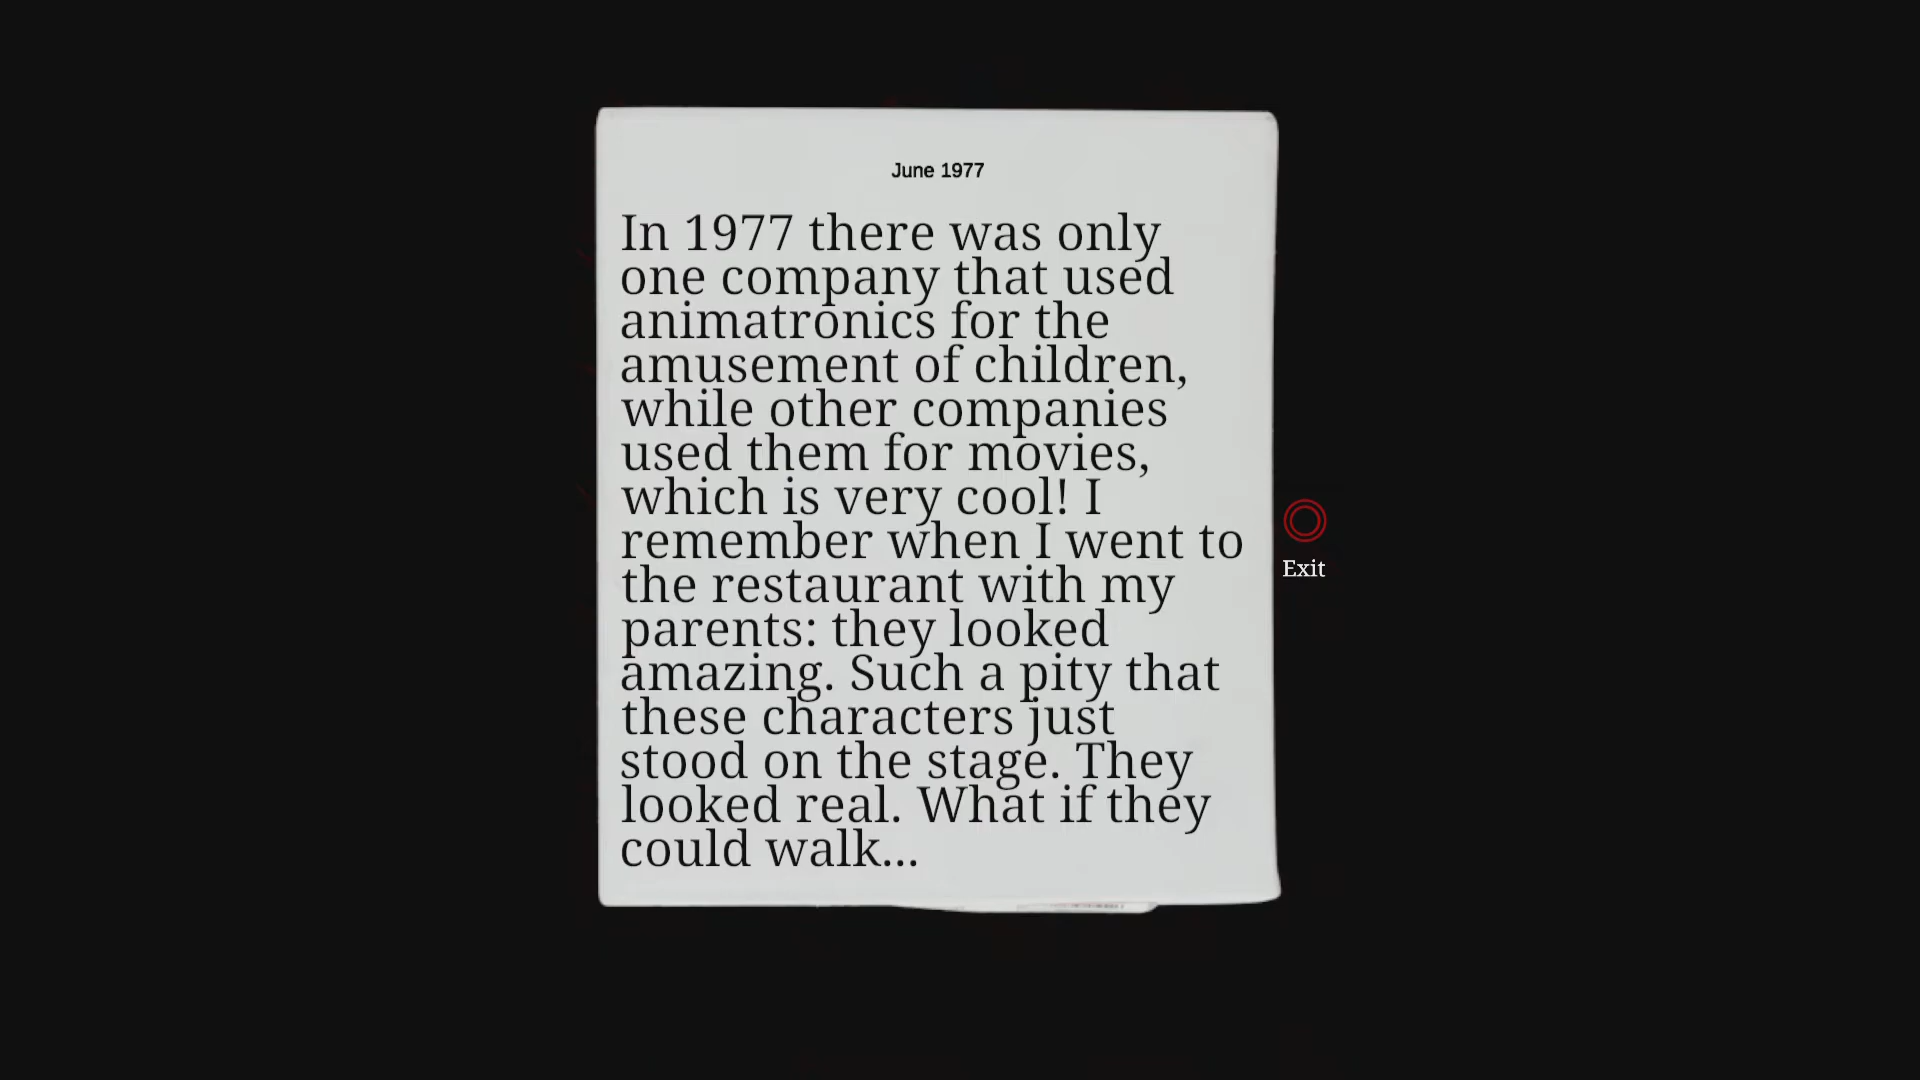 June 1977
In 1977 there was only
one company that used
animatronics for the
amusement of children,
while other companies
used them for movies,
which is very cool! I
remember when I went to
the restaurant with my
parents: they looked
amazing. Such a pity that
these characters just
stood on the stage. They
looked real. What if they
could walk...
Exit